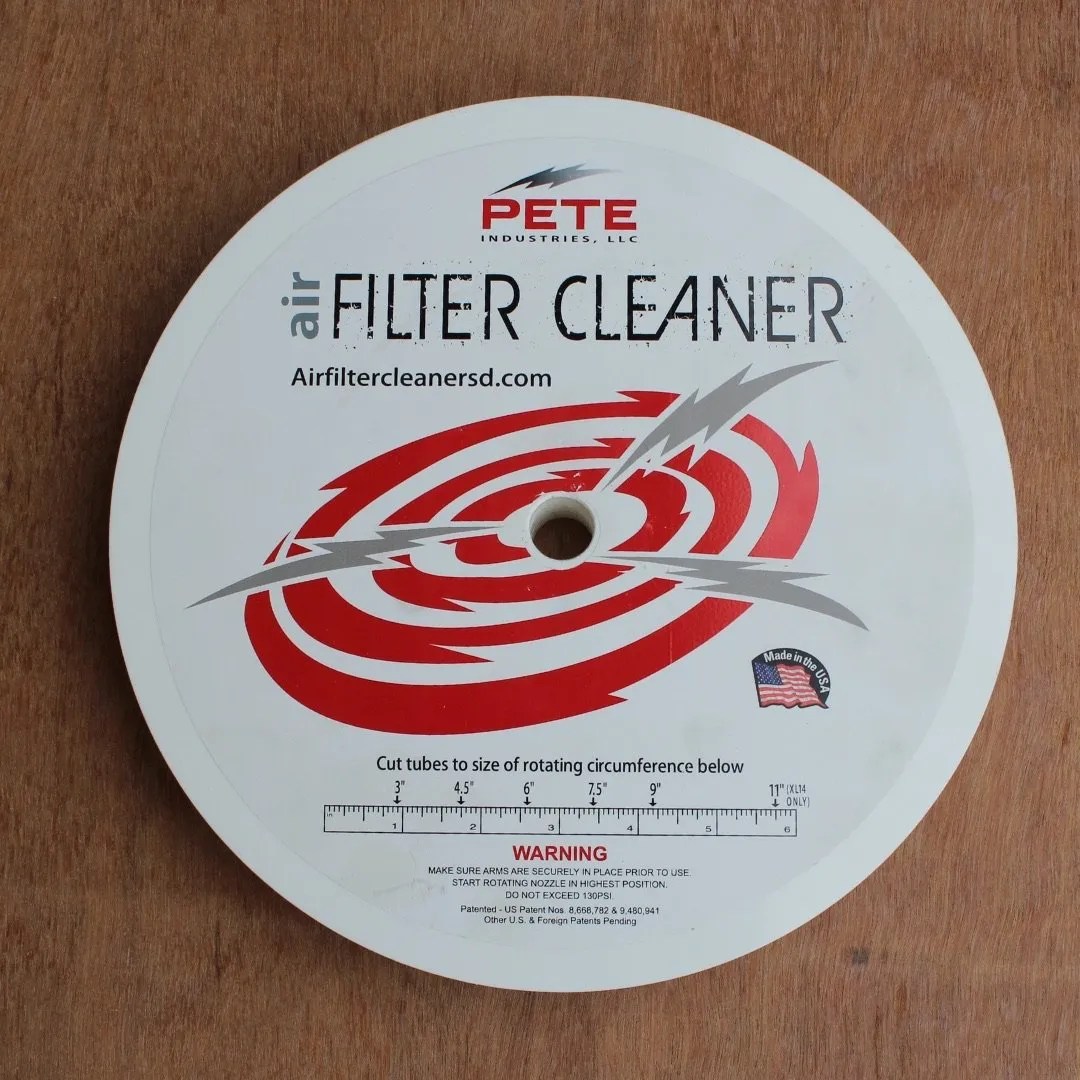 PETE
INDUSTRIES, LLC
air FILTER CLEANER
Airfiltercleanersd.com
Made in the USA
Cut tubes to size of rotating circumference below
3" 4.5" 6" 7.5" 9" 11" (XL14 ONLY)
1 2 3 4 5 6
WARNING
MAKE SURE ARMS ARE SECURELY IN PLACE PRIOR TO USE.
START ROTATING NOZZLE IN HIGHEST POSITION.
DO NOT EXCEED 130PSI.
Patented - US Patent Nos. 8,668,782 & 9,480,941
Other U.S. & Foreign Patents Pending